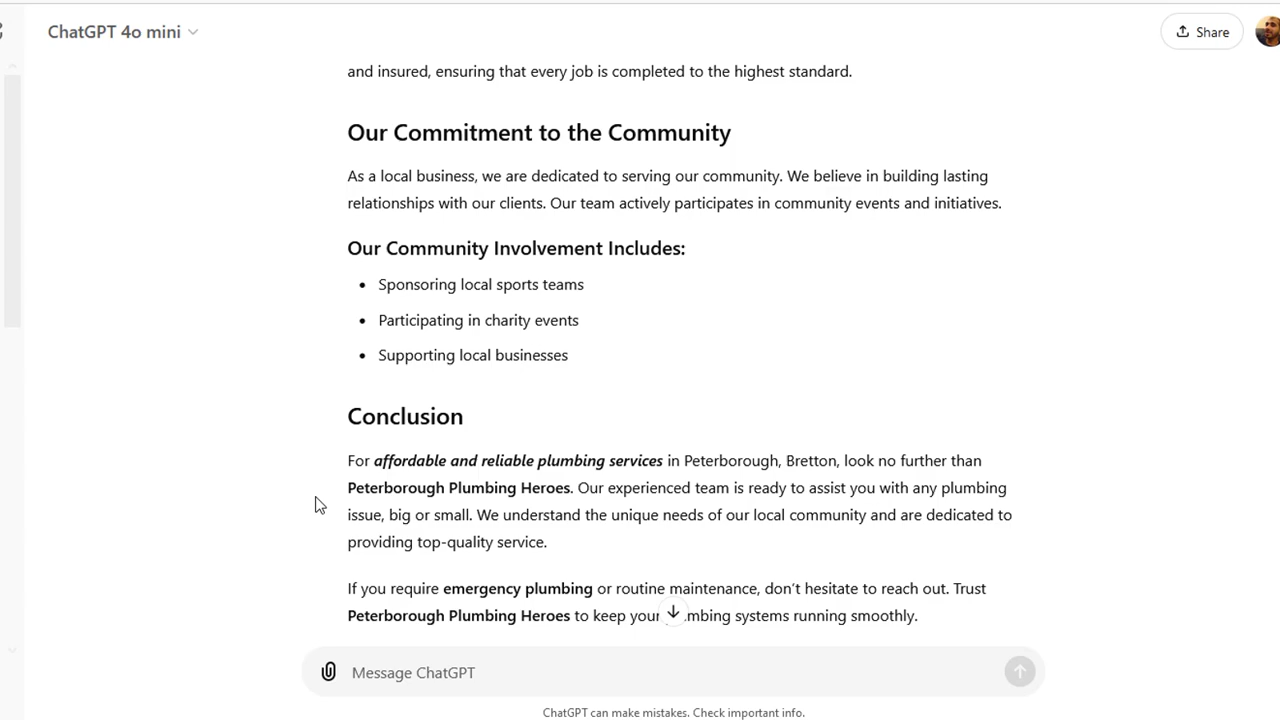 ChatGPT 4o mini
Share
and insured, ensuring that every job is completed to the highest standard.
Our Commitment to the Community
As a local business, we are dedicated to serving our community. We believe in building lasting
relationships with our clients. Our team actively participates in community events and initiatives.
Our Community Involvement Includes:
• Sponsoring local sports teams
• Participating in charity events
• Supporting local businesses
Conclusion
For affordable and reliable plumbing services in Peterborough, Bretton, look no further than
Peterborough Plumbing Heroes. Our experienced team is ready to assist you with any plumbing
issue, big or small. We understand the unique needs of our local community and are dedicated to
providing top-quality service.
If you require emergency plumbing or routine maintenance, don’t hesitate to reach out. Trust
Peterborough Plumbing Heroes to keep your plumbing systems running smoothly.
Message ChatGPT
ChatGPT can make mistakes. Check important info.